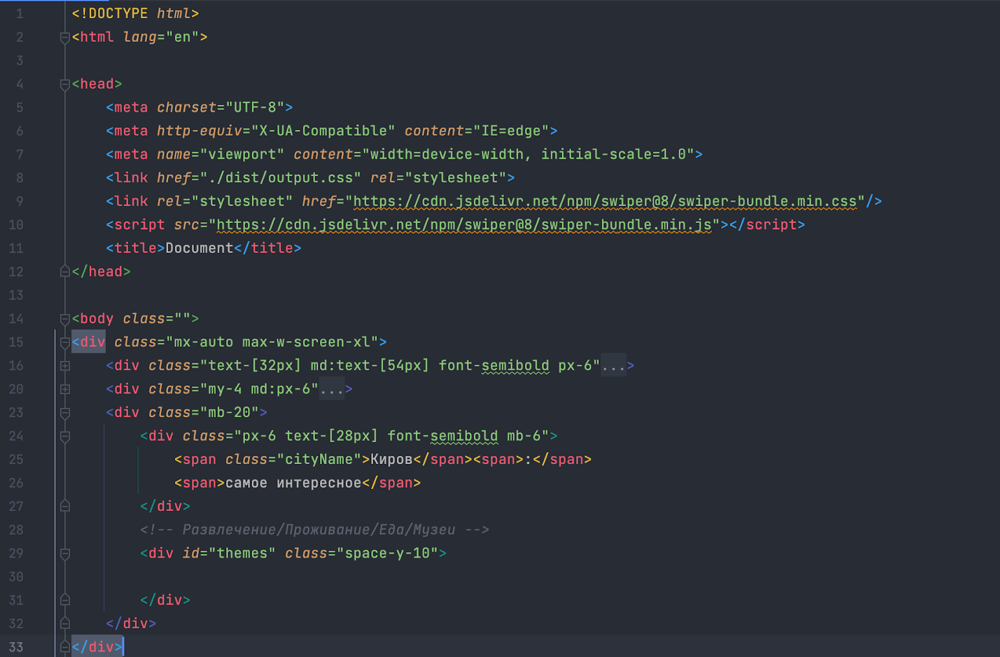 1 <!DOCTYPE html>
2 <html lang="en">
3
4 <head>
5     <meta charset="UTF-8">
6     <meta http-equiv="X-UA-Compatible" content="IE=edge">
7     <meta name="viewport" content="width=device-width, initial-scale=1.0">
8     <link href="./dist/output.css" rel="stylesheet">
9     <link rel="stylesheet" href="https://cdn.jsdelivr.net/npm/swiper@8/swiper-bundle.min.css"/>
10     <script src="https://cdn.jsdelivr.net/npm/swiper@8/swiper-bundle.min.js"></script>
11     <title>Document</title>
12 </head>
13
14 <body class="">
15 <div class="mx-auto max-w-screen-xl">
16     <div class="text-[32px] md:text-[54px] font-semibold px-6"...>
20     <div class="my-4 md:px-6"...>
23     <div class="mb-20">
24         <div class="px-6 text-[28px] font-semibold mb-6">
25             <span class="cityName">Киров</span><span>:</span>
26             <span>самое интересное</span>
27         </div>
28         <!-- Развлечение/Проживание/Еда/Музеи -->
29         <div id="themes" class="space-y-10">
30
31         </div>
32     </div>
33 </div>